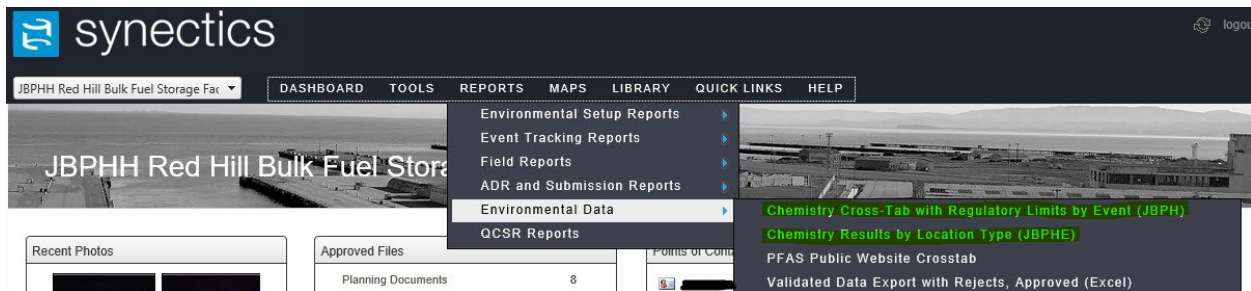 synectics
logou
JBPHH Red Hill Bulk Fuel Storage Fac
DASHBOARD TOOLS REPORTS MAPS LIBRARY QUICK LINKS HELP
Environmental Setup Reports
Event Tracking Reports
Field Reports
ADR and Submission Reports
Environmental Data
QCSR Reports
Chemistry Cross-Tab with Regulatory Limits by Event (JBPH)
Chemistry Results by Location Type (JBPHE)
PFAS Public Website Crosstab
Validated Data Export with Rejects, Approved (Excel)
JBPHH Red Hill Bulk Fuel Stora
Recent Photos
Approved Files
Planning Documents 8
Points of Conta